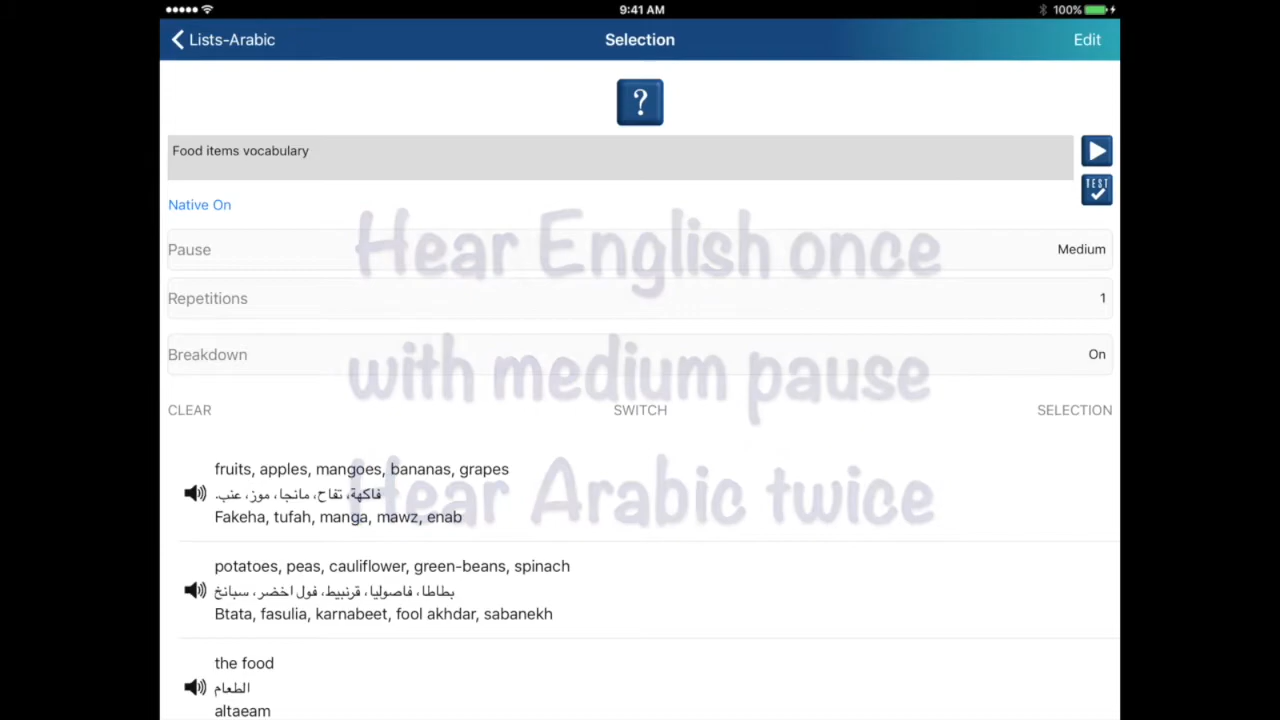 9:41 AM
100%
Lists-Arabic
Selection
Edit
?
Food items vocabulary
TEST
Native On
Hear English once
Pause
Medium
Repetitions
1
with medium pause
Breakdown
On
CLEAR
SWITCH
SELECTION
Hear Arabic twice
fruits, apples, mangoes, bananas, grapes
فاكهة، تفاح، مانجا، موز، عنب.
Fakeha, tufah, manga, mawz, enab
potatoes, peas, cauliflower, green-beans, spinach
بطاطا، فاصوليا، قرنبيط، فول اخضر، سبانخ
Btata, fasulia, karnabeet, fool akhdar, sabanekh
the food
الطعام
altaeam